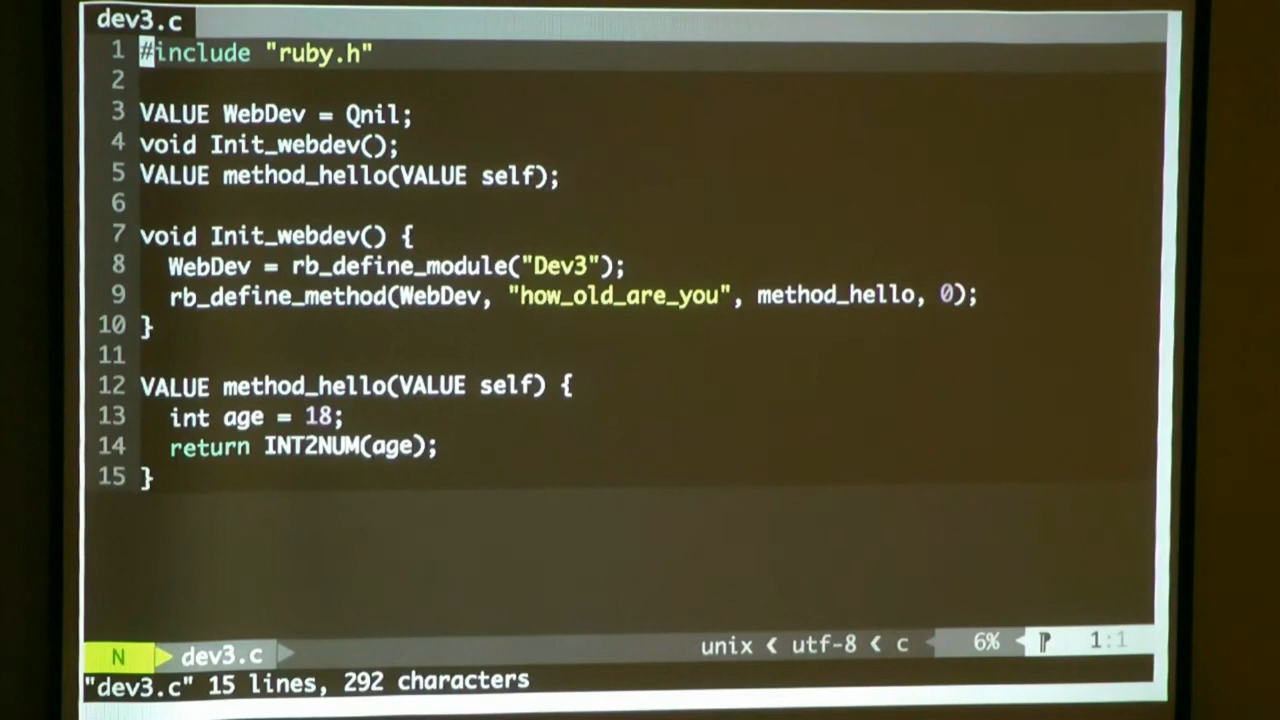 dev3.c
1 #include "ruby.h"
2
3 VALUE WebDev = Qnil;
4 void Init_webdev();
5 VALUE method_hello(VALUE self);
6
7 void Init_webdev() {
8   WebDev = rb_define_module("Dev3");
9   rb_define_method(WebDev, "how_old_are_you", method_hello, 0);
10 }
11
12 VALUE method_hello(VALUE self) {
13   int age = 18;
14   return INT2NUM(age);
15 }
N dev3.c unix utf-8 c 6% 1:1
"dev3.c" 15 lines, 292 characters